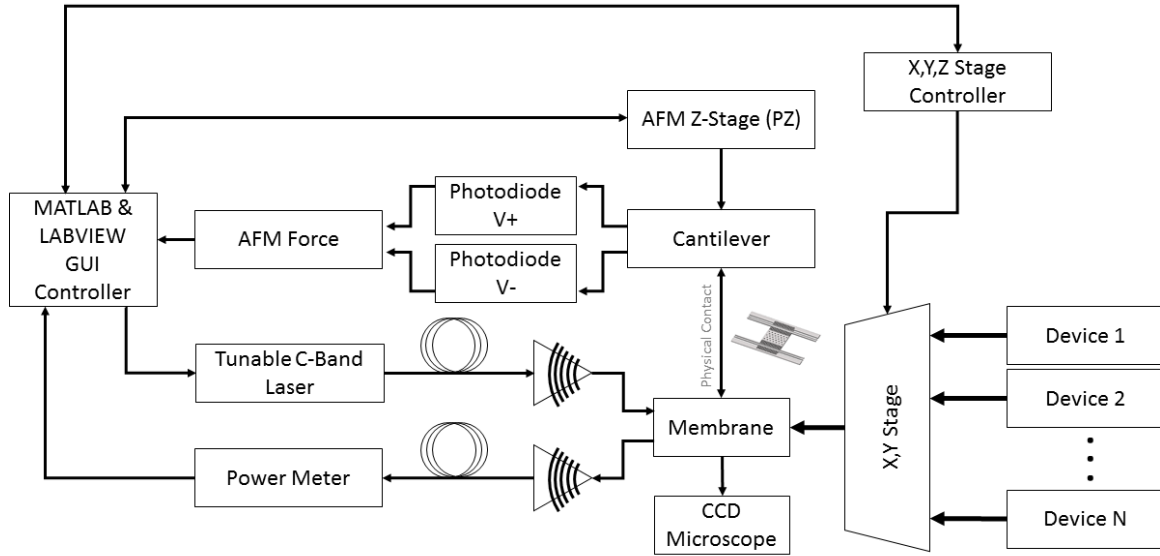 X,Y,Z Stage
Controller
AFM Z-Stage (PZ)
MATLAB &
LABVIEW
GUI
Controller
AFM Force
Photodiode
V+
Photodiode
V-
Cantilever
Physical Contact
Tunable C-Band
Laser
Membrane
Power Meter
CCD
Microscope
X,Y Stage
Device 1
Device 2
Device N